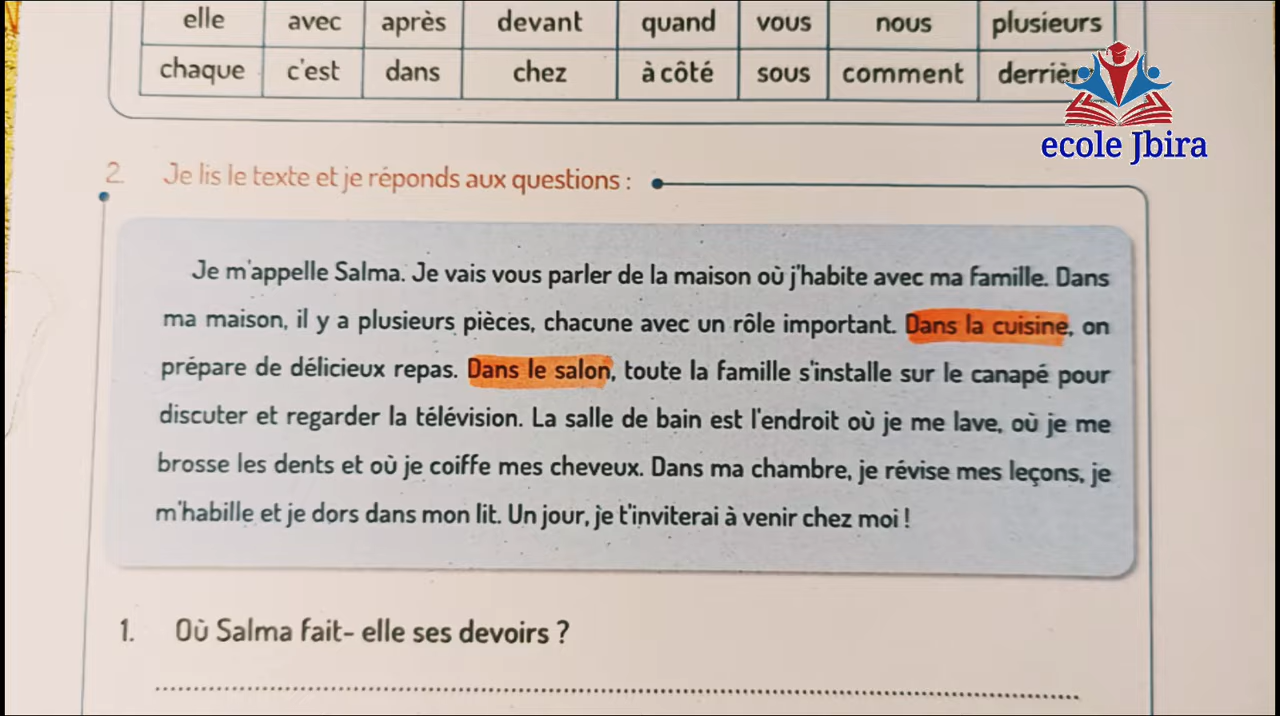 elle avec après devant quand vous nous plusieurs
chaque c'est dans chez à côté sous comment
ecole Jbira
2. Je lis le texte et je réponds aux questions :
Je m'appelle Salma. Je vais vous parler de la maison où j'habite avec ma famille. Dans
ma maison, il y a plusieurs pièces, chacune avec un rôle important. Dans la cuisine, on
prépare de délicieux repas. Dans le salon, toute la famille s'installe sur le canapé pour
discuter et regarder la télévision. La salle de bain est l'endroit où je me lave, où je me
brosse les dents et où je coiffe mes cheveux. Dans ma chambre, je révise mes leçons, je
m'habille et je dors dans mon lit. Un jour, je t'inviterai à venir chez moi !
1. Où Salma fait- elle ses devoirs ?